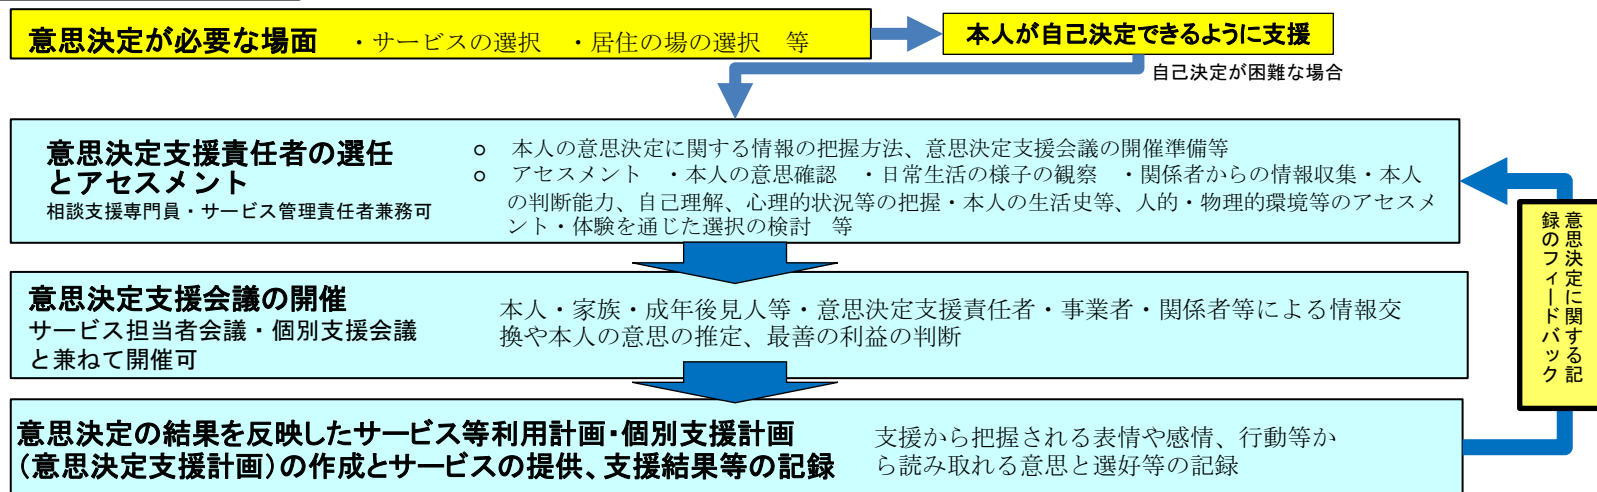 意思決定が必要な場面　・サービスの選択　・居住の場の選択　等
本人が自己決定できるように支援
自己決定が困難な場合
意思決定支援責任者の選任
とアセスメント
相談支援専門員・サービス管理責任者兼務可
○　本人の意思決定に関する情報の把握方法、意思決定支援会議の開催準備等
○　アセスメント　・本人の意思確認　・日常生活の様子の観察　・関係者からの情報収集・本人
の判断能力、自己理解、心理的状況等の把握・本人の生活史等、人的・物理的環境等のアセスメ
ント・体験を通じた選択の検討　等
意思決定支援会議の開催
サービス担当者会議・個別支援会議
と兼ねて開催可
本人・家族・成年後見人等・意思決定支援責任者・事業者・関係者等による情報交
換や本人の意思の推定、最善の利益の判断
意思決定の結果を反映したサービス等利用計画・個別支援計画
（意思決定支援計画）の作成とサービスの提供、支援結果等の記録
支援から把握される表情や感情、行動等か
ら読み取れる意思と選好等の記録
意思決定に関する記
録のフィードバック